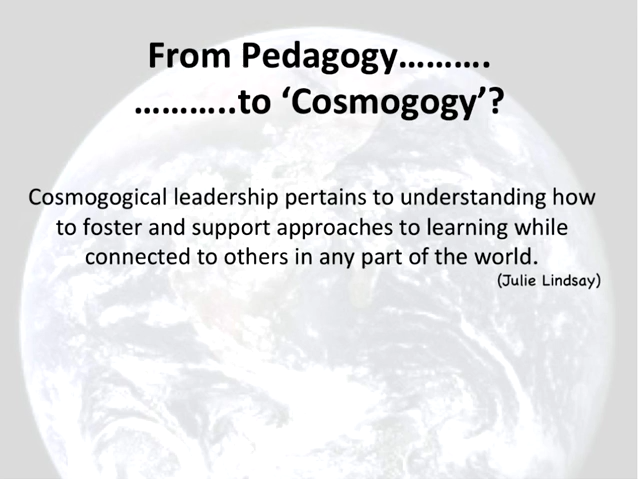 From Pedagogy……….
………..to ‘Cosmogogy’?
Cosmogogical leadership pertains to understanding how
to foster and support approaches to learning while
connected to others in any part of the world.
(Julie Lindsay)